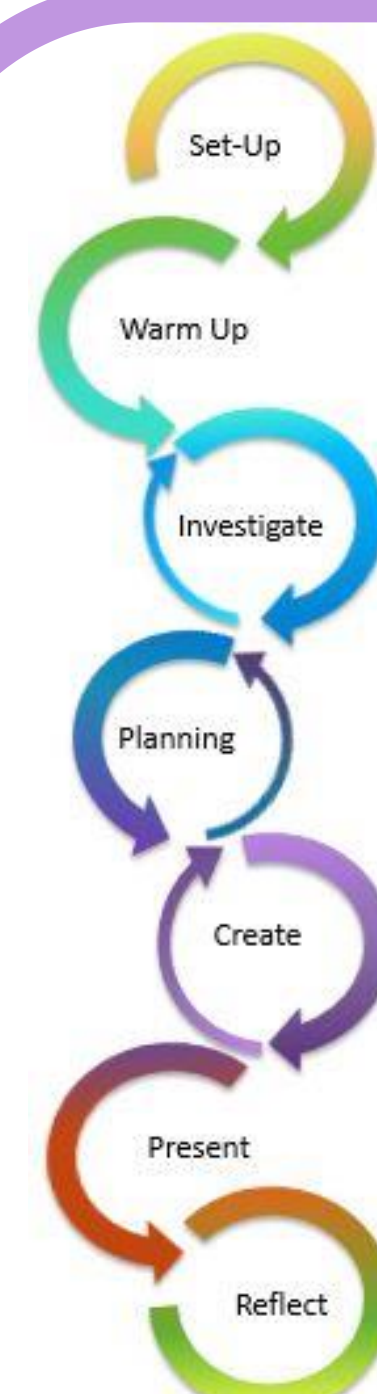 Set-Up
Warm Up
Investigate
Planning
Create
Present
Reflect